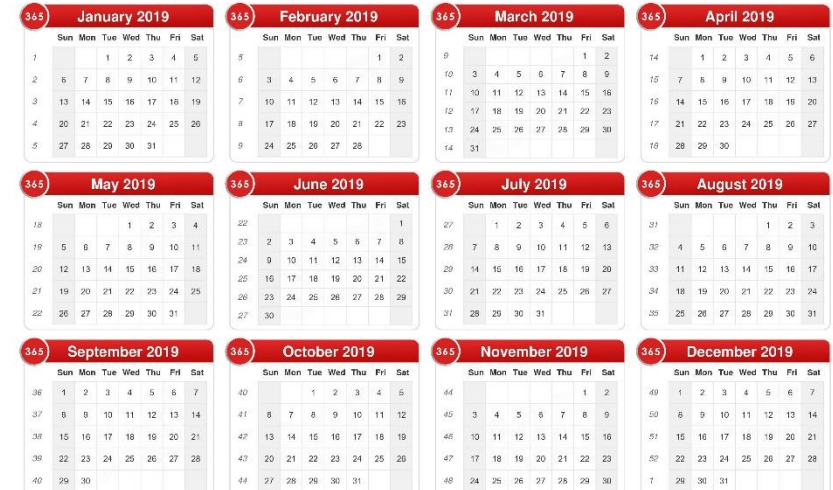 365 January 2019
Sun Mon Tue Wed Thu Fri Sat
1 1 2 3 4 5
2 6 7 8 9 10 11 12
3 13 14 15 16 17 18 19
4 20 21 22 23 24 25 26
5 27 28 29 30 31
365 February 2019
Sun Mon Tue Wed Thu Fri Sat
5 1 2
6 3 4 5 6 7 8 9
7 10 11 12 13 14 15 16
8 17 18 19 20 21 22 23
9 24 25 26 27 28
365 March 2019
Sun Mon Tue Wed Thu Fri Sat
9 1 2
10 3 4 5 6 7 8 9
11 10 11 12 13 14 15 16
12 17 18 19 20 21 22 23
13 24 25 26 27 28 29 30
14 31
365 April 2019
Sun Mon Tue Wed Thu Fri Sat
14 1 2 3 4 5 6
15 7 8 9 10 11 12 13
16 14 15 16 17 18 19 20
17 21 22 23 24 25 26 27
18 28 29 30
365 May 2019
Sun Mon Tue Wed Thu Fri Sat
18 1 2 3 4
19 5 6 7 8 9 10 11
20 12 13 14 15 16 17 18
21 19 20 21 22 23 24 25
22 26 27 28 29 30 31
365 June 2019
Sun Mon Tue Wed Thu Fri Sat
22 1
23 2 3 4 5 6 7 8
24 9 10 11 12 13 14 15
25 16 17 18 19 20 21 22
26 23 24 25 26 27 28 29
27 30
365 July 2019
Sun Mon Tue Wed Thu Fri Sat
27 1 2 3 4 5 6
28 7 8 9 10 11 12 13
29 14 15 16 17 18 19 20
30 21 22 23 24 25 26 27
31 28 29 30 31
365 August 2019
Sun Mon Tue Wed Thu Fri Sat
31 1 2 3
32 4 5 6 7 8 9 10
33 11 12 13 14 15 16 17
34 18 19 20 21 22 23 24
35 25 26 27 28 29 30 31
365 September 2019
Sun Mon Tue Wed Thu Fri Sat
36 1 2 3 4 5 6 7
37 8 9 10 11 12 13 14
38 15 16 17 18 19 20 21
39 22 23 24 25 26 27 28
40 29 30
365 October 2019
Sun Mon Tue Wed Thu Fri Sat
40 1 2 3 4 5
41 6 7 8 9 10 11 12
42 13 14 15 16 17 18 19
43 20 21 22 23 24 25 26
44 27 28 29 30 31
365 November 2019
Sun Mon Tue Wed Thu Fri Sat
44 1 2
45 3 4 5 6 7 8 9
46 10 11 12 13 14 15 16
47 17 18 19 20 21 22 23
48 24 25 26 27 28 29 30
365 December 2019
Sun Mon Tue Wed Thu Fri Sat
49 1 2 3 4 5 6 7
50 8 9 10 11 12 13 14
51 15 16 17 18 19 20 21
52 22 23 24 25 26 27 28
1 29 30 31